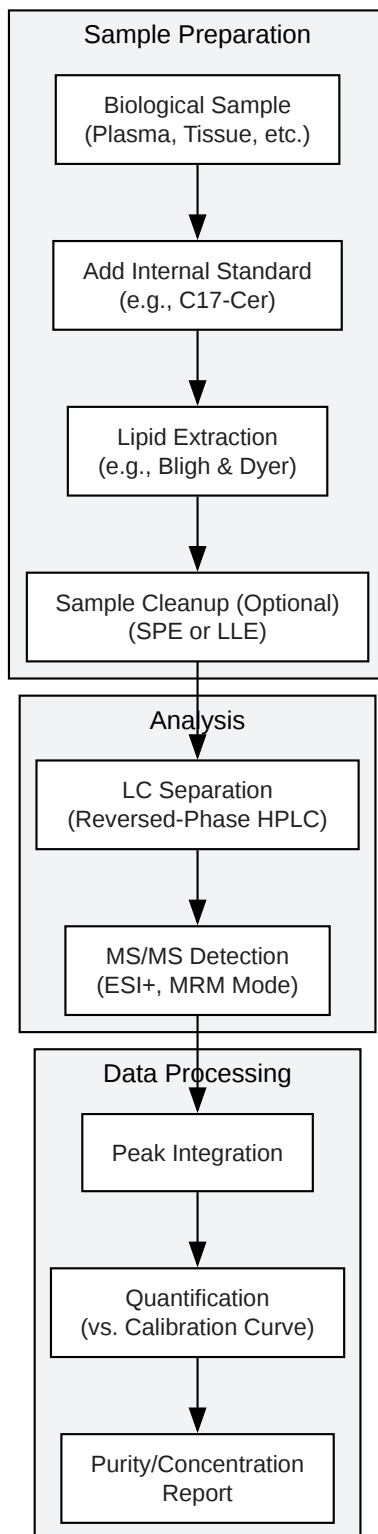 Sample Preparation
Biological Sample
(Plasma, Tissue, etc.)
Add Internal Standard
(e.g., C17-Cer)
Lipid Extraction
(e.g., Bligh & Dyer)
Sample Cleanup (Optional)
(SPE or LLE)
Analysis
LC Separation
(Reversed-Phase HPLC)
MS/MS Detection
(ESI+, MRM Mode)
Data Processing
Peak Integration
Quantification
(vs. Calibration Curve)
Purity/Concentration
Report